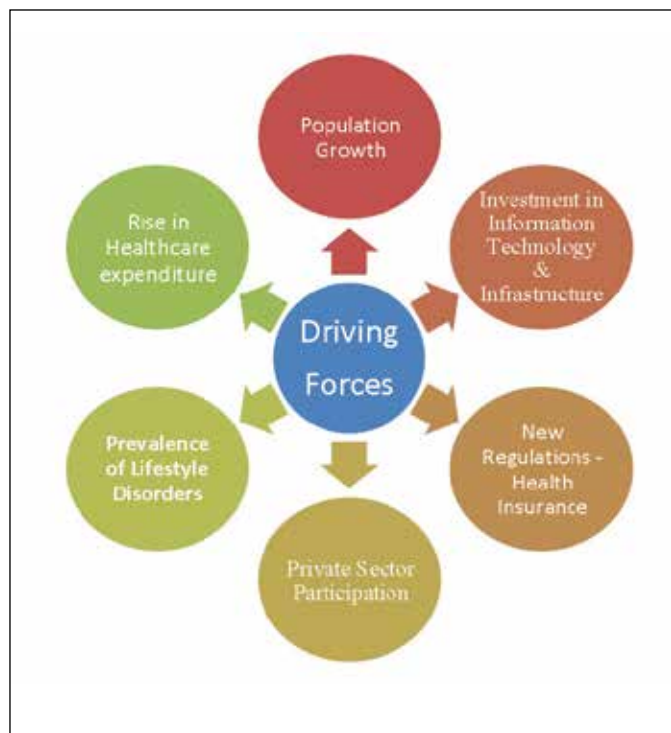 Population
Growth
Investment in
Information
Technology
&
Infrastructure
New
Regulations -
Health
Insurance
Private Sector
Participation
Prevalence
of Lifestyle
Disorders
Rise in
Healthcare
expenditure
Driving
Forces